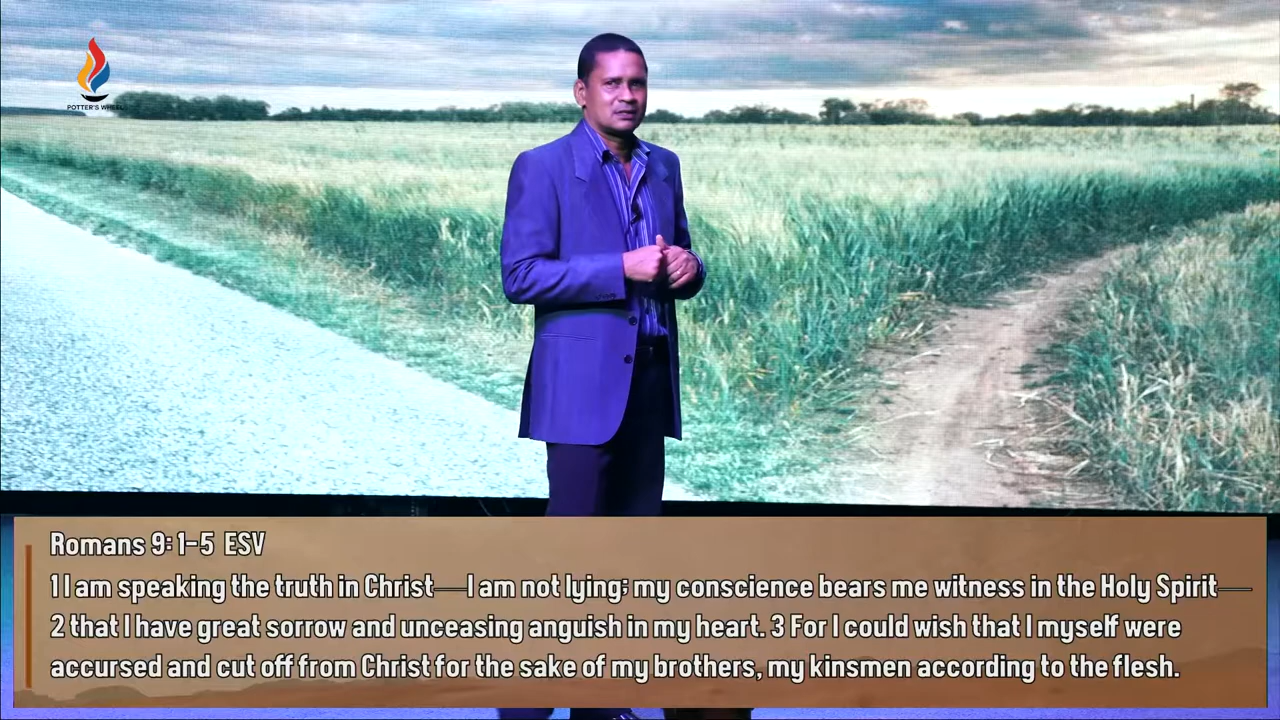 POTTER'S WHEEL
Romans 9: 1-5 ESV
1 I am speaking the truth in Christ—I am not lying; my conscience bears me witness in the Holy Spirit—
2 that I have great sorrow and unceasing anguish in my heart. 3 For I could wish that I myself were
accursed and cut off from Christ for the sake of my brothers, my kinsmen according to the flesh.